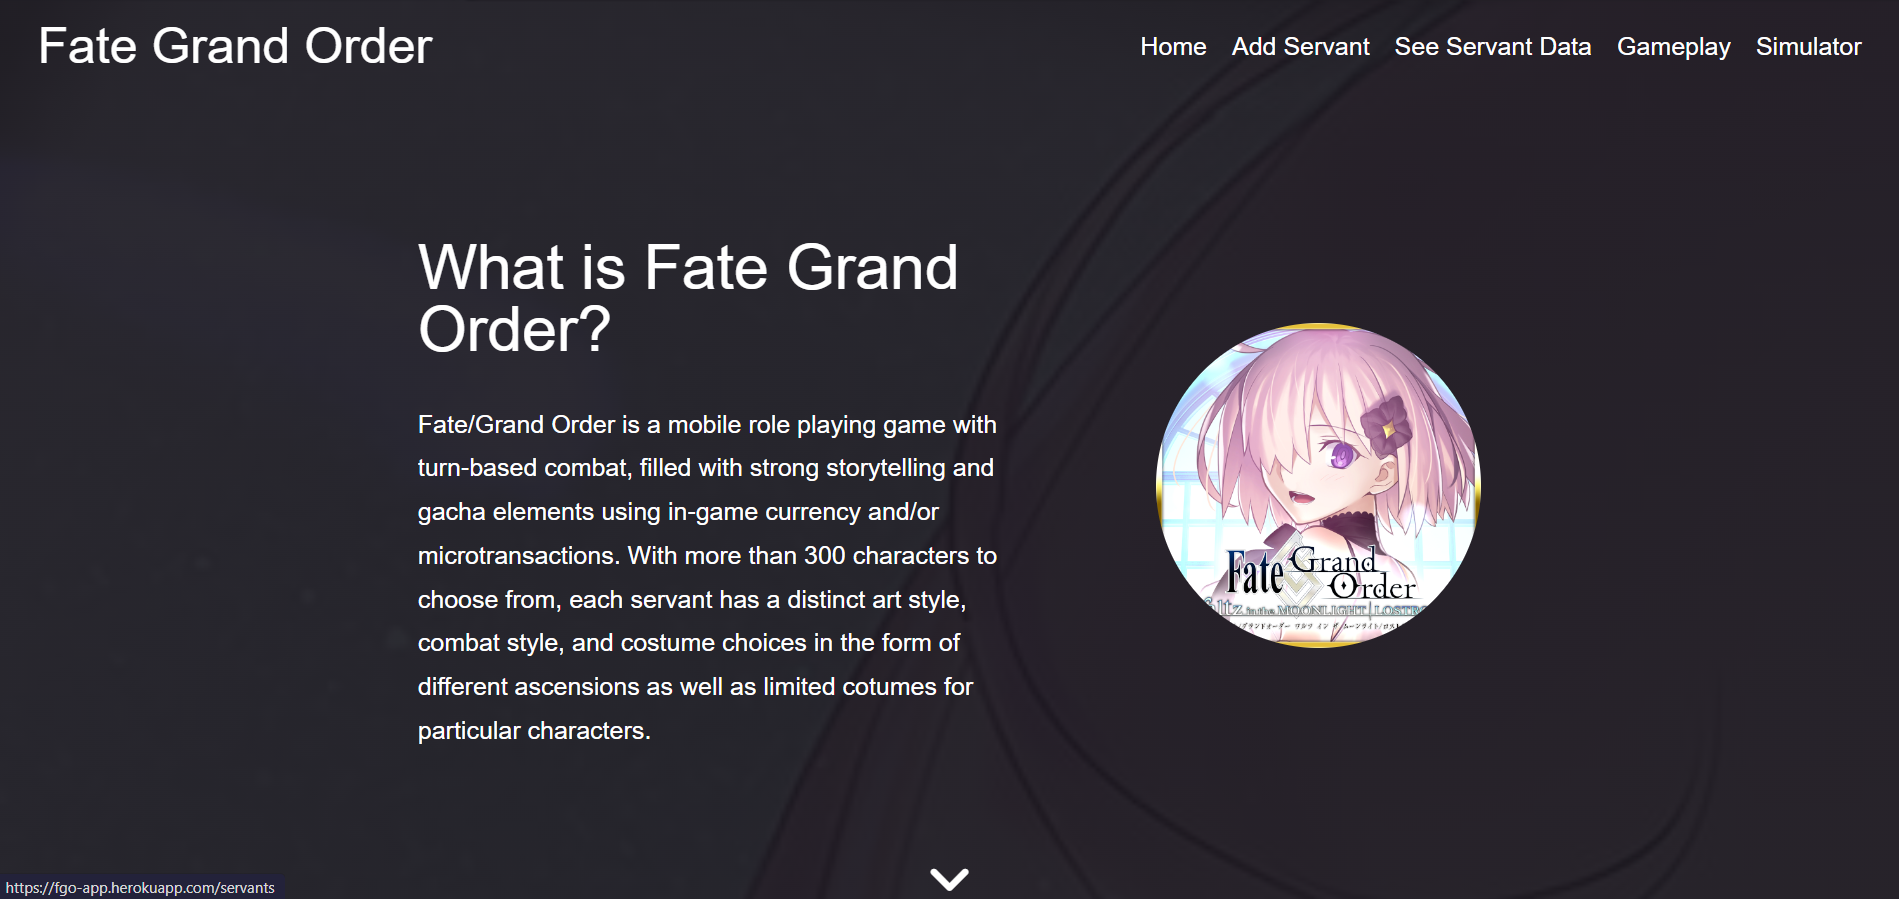 Fate Grand Order
Home Add Servant See Servant Data Gameplay Simulator
What is Fate Grand
Order?
Fate/Grand Order is a mobile role playing game with
turn-based combat, filled with strong storytelling and
gacha elements using in-game currency and/or
microtransactions. With more than 300 characters to
choose from, each servant has a distinct art style,
combat style, and costume choices in the form of
different ascensions as well as limited cotumes for
particular characters.
Fate Grand
Order
in the MOONLIGHT
https://fgo-app.herokuapp.com/servants